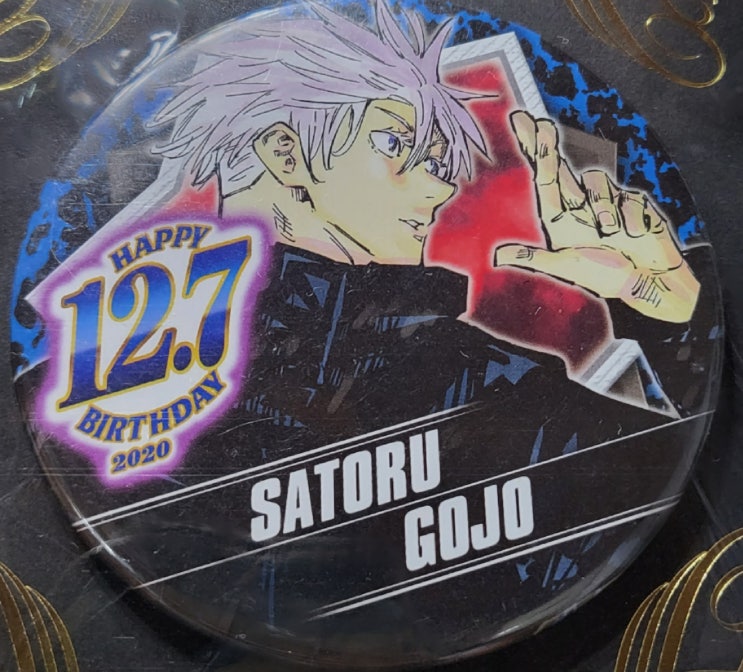 HAPPY
12.7
BIRTHDAY
2020
SATORU
GOJO